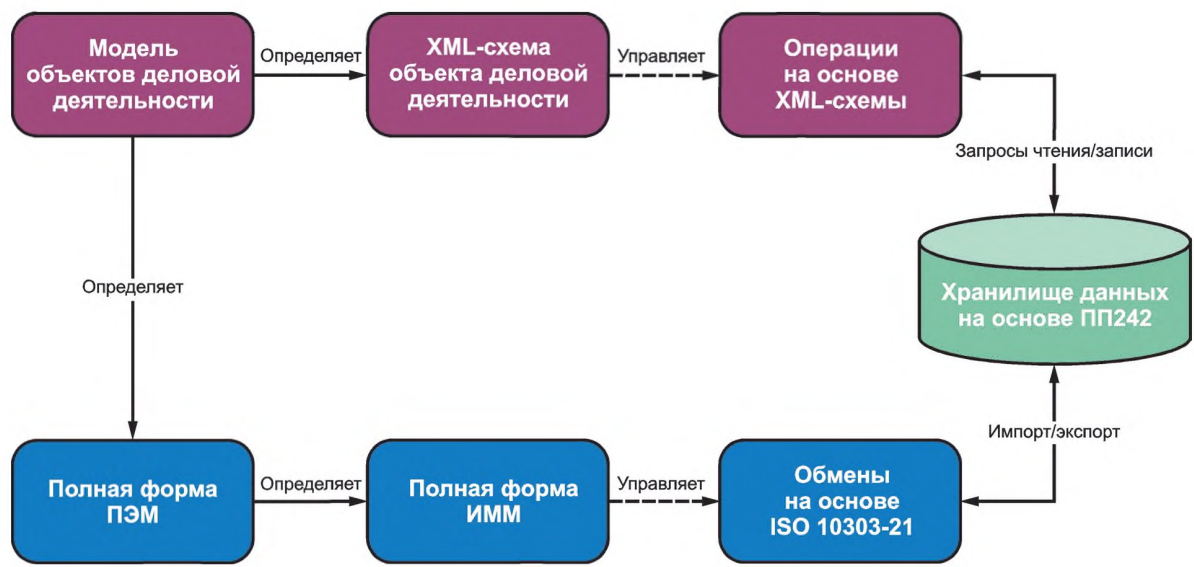 Модель
объектов деловой
деятельности
Определяет
XML-схема
объекта деловой
деятельности
Управляет
Операции
на основе
XML-схемы
Запросы чтения/записи
Определяет
Хранилище данных
на основе ПП242
Импорт/экспорт
Полная форма
ПЭМ
Определяет
Полная форма
ИММ
Управляет
Обмены
на основе
ISO 10303-21